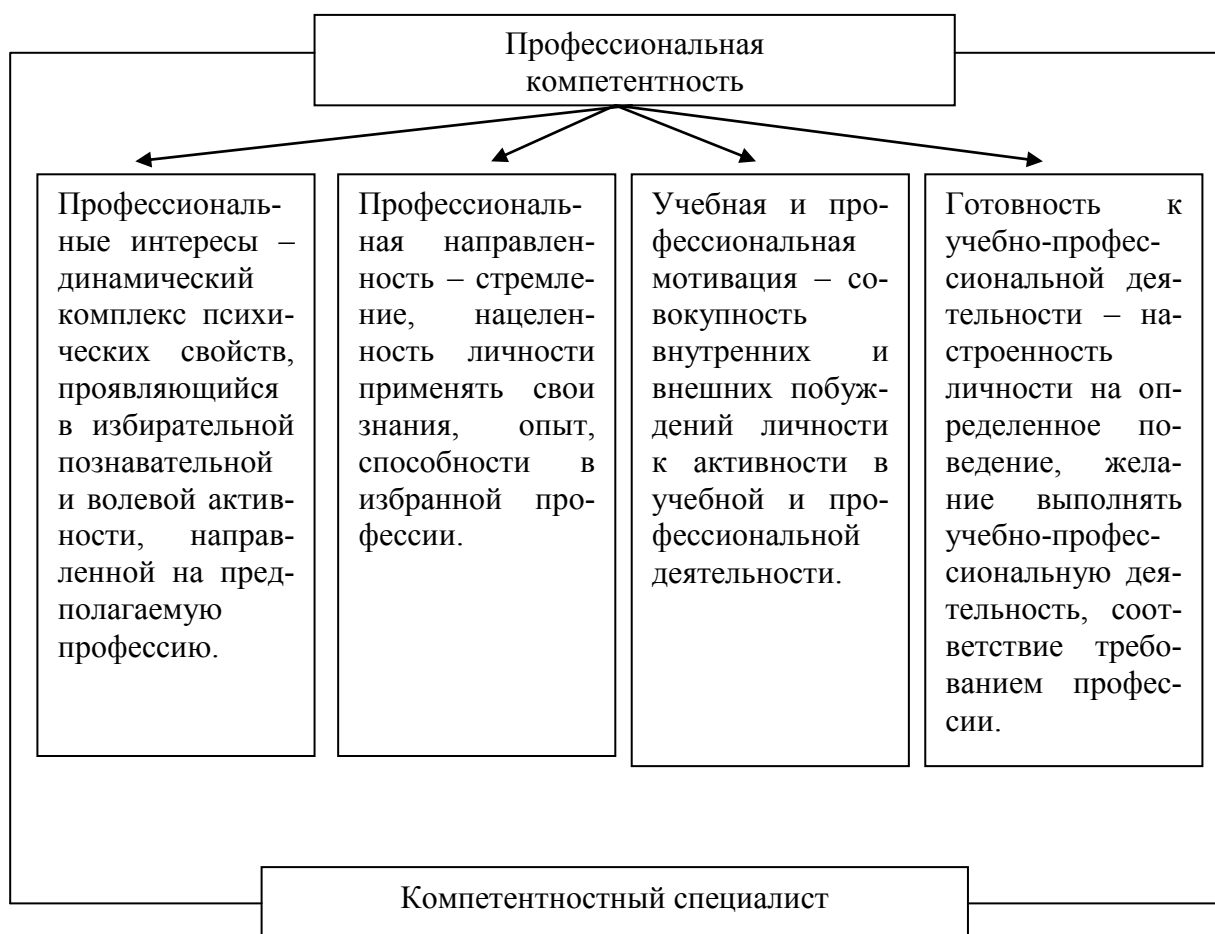 Профессиональная
компетентность
Профессиональ-
ные интересы –
динамический
комплекс психи-
ческих свойств,
проявляющийся
в избирательной
познавательной
и волевой актив-
ности, направ-
ленной на пред-
полагаемую
профессию.
Профессиональ-
ная направлен-
ность – стремле-
ние, нацелен-
ность личности
применять свои
знания, опыт,
способности в
избранной про-
фессии.
Учебная и про-
фессиональная
мотивация – со-
вокупность
внутренних и
внешних побуж-
дений личности
к активности в
учебной и про-
фессиональной
деятельности.
Готовность к
учебно-профес-
сиональной дея-
тельности – на-
строенность
личности на оп-
ределенное по-
ведение, жела-
ние выполнять
учебно-профес-
сиональную дея-
тельность, соот-
ветствие требо-
ванием профес-
сии.
Компетентностный специалист